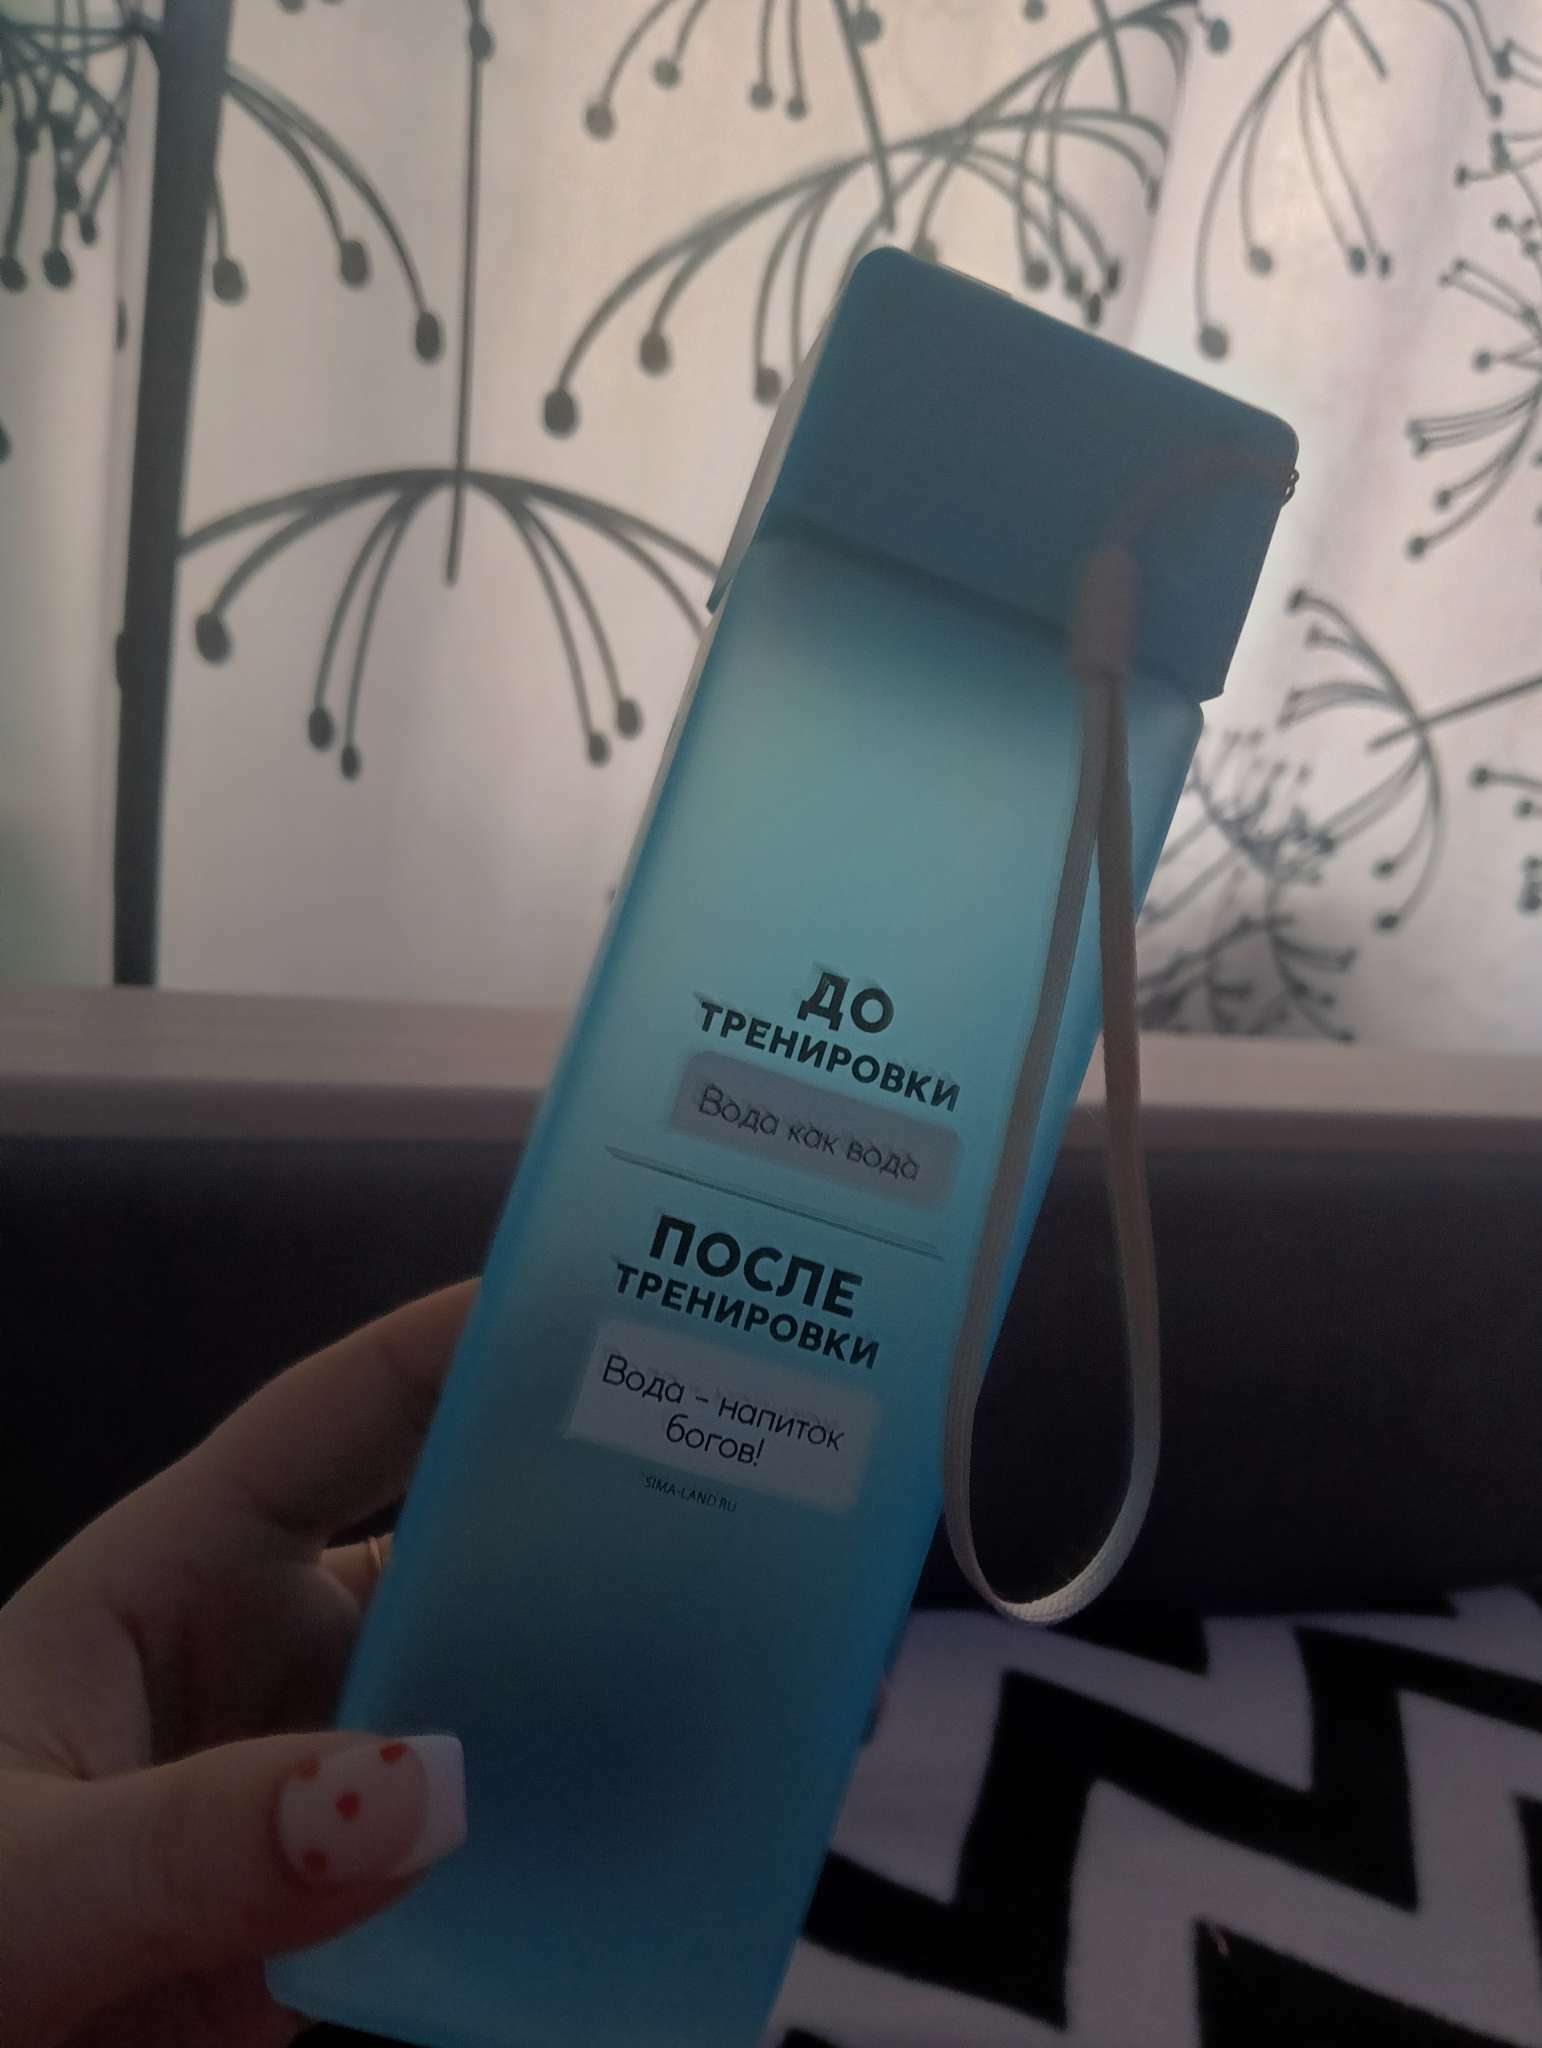 ДО
ТРЕНИРОВКИ
Вода как вода
ПОСЛЕ
ТРЕНИРОВКИ
Вода - напиток
богов!
SIMA-LAND.RU